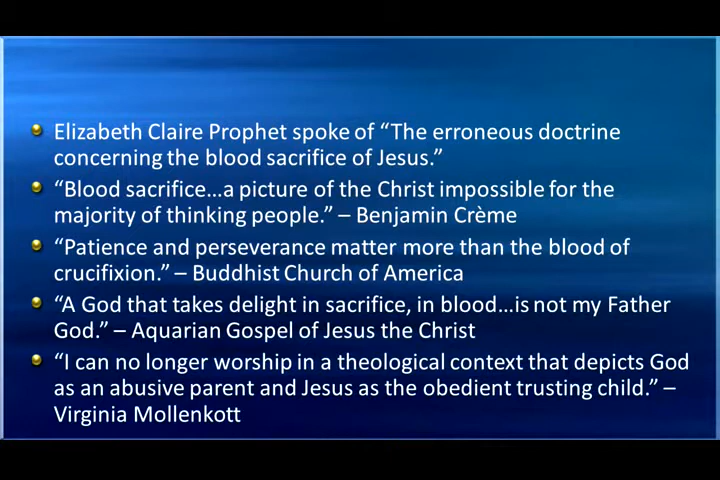 Elizabeth Claire Prophet spoke of “The erroneous doctrine
concerning the blood sacrifice of Jesus.”
“Blood sacrifice…a picture of the Christ impossible for the
majority of thinking people.” – Benjamin Crème
“Patience and perseverance matter more than the blood of
crucifixion.” – Buddhist Church of America
“A God that takes delight in sacrifice, in blood…is not my Father
God.” – Aquarian Gospel of Jesus the Christ
“I can no longer worship in a theological context that depicts God
as an abusive parent and Jesus as the obedient trusting child.” –
Virginia Mollenkott